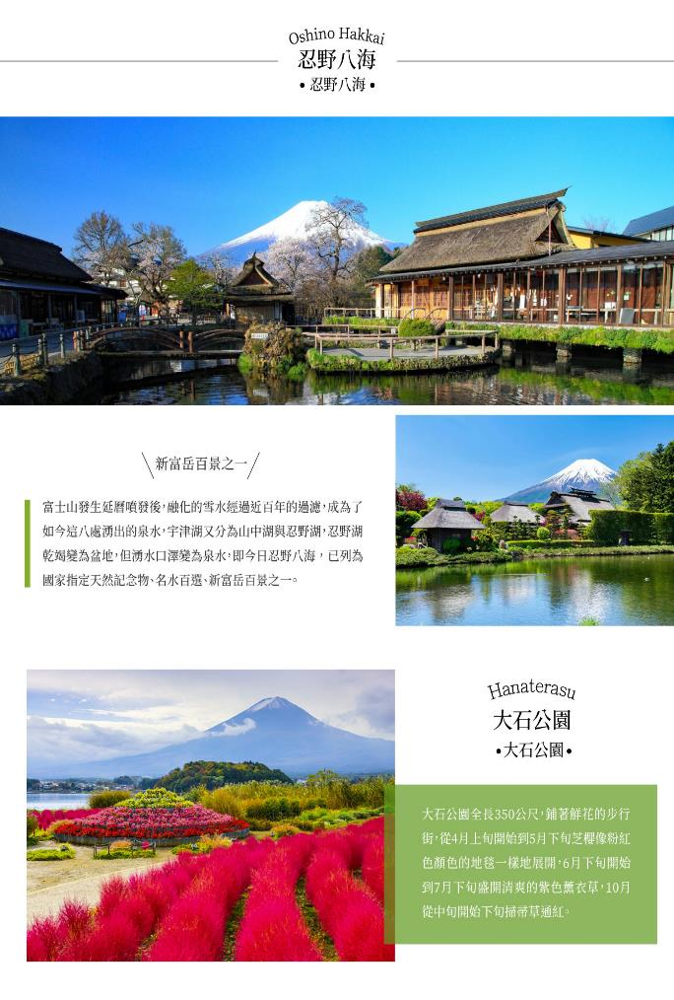 Oshino Hakkai
忍野八海
•忍野八海•
新富岳百景之一
富士山發生延曆噴發後，融化的雪水經過近百年的過濾，成為了
如今這八處湧出的泉水，宇津湖又分為山中湖與忍野湖，忍野湖
乾竭變為盆地，但湧水口澤變為泉水，即今日忍野八海，已列為
國家指定天然記念物、名水百選、新富岳百景之一。
Hanaterasu
大石公園
•大石公園•
大石公園全長350公尺，鋪著鮮花的步行
街，從4月上旬開始到5月下旬芝櫻像粉紅
色顏色的地毯一樣地展開，6月下旬開始
到7月下旬盛開清爽的紫色薰衣草，10月
從中旬開始下旬掃帚草通紅。